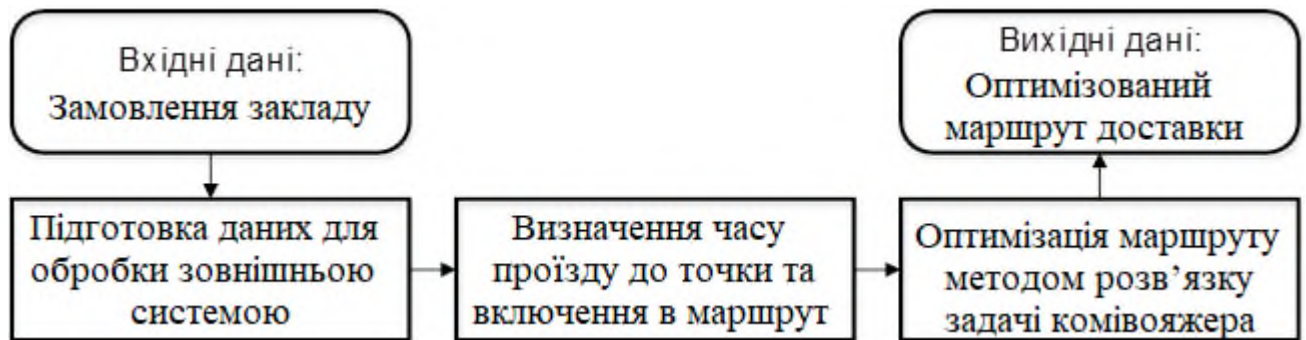 Вхідні дані:
Замовлення закладу
Підготовка даних для
обробки зовнішньою
системою
Визначення часу
проїзду до точки та
включення в маршрут
Оптимізація маршруту
методом розв’язку
задачі комівояжера
Вихідні дані:
Оптимізований
маршрут доставки